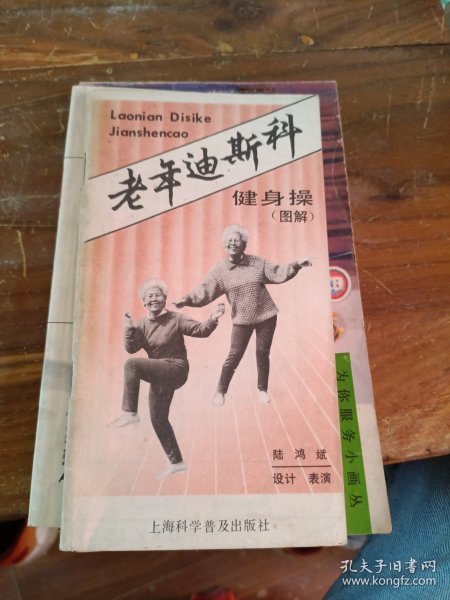 Laonian Disike
Jianshencao
老年迪斯科
健身操
（图解）
陆鸿斌
设计 表演
上海科学普及出版社
为你服务小画丛
孔夫子旧书网
www.kongfz.com